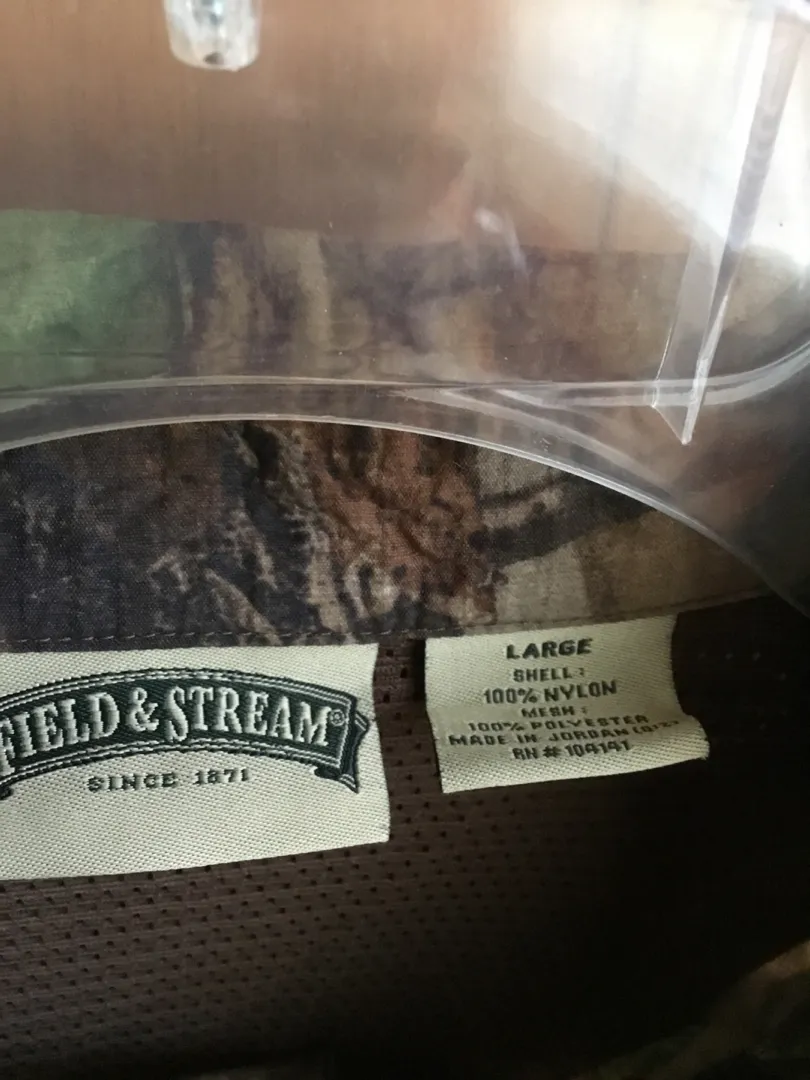 FIELD & STREAM®
SINCE 1871
LARGE
SHELL:
100% NYLON
MESH:
100% POLYESTER
MADE IN JORDAN
RN# 104141